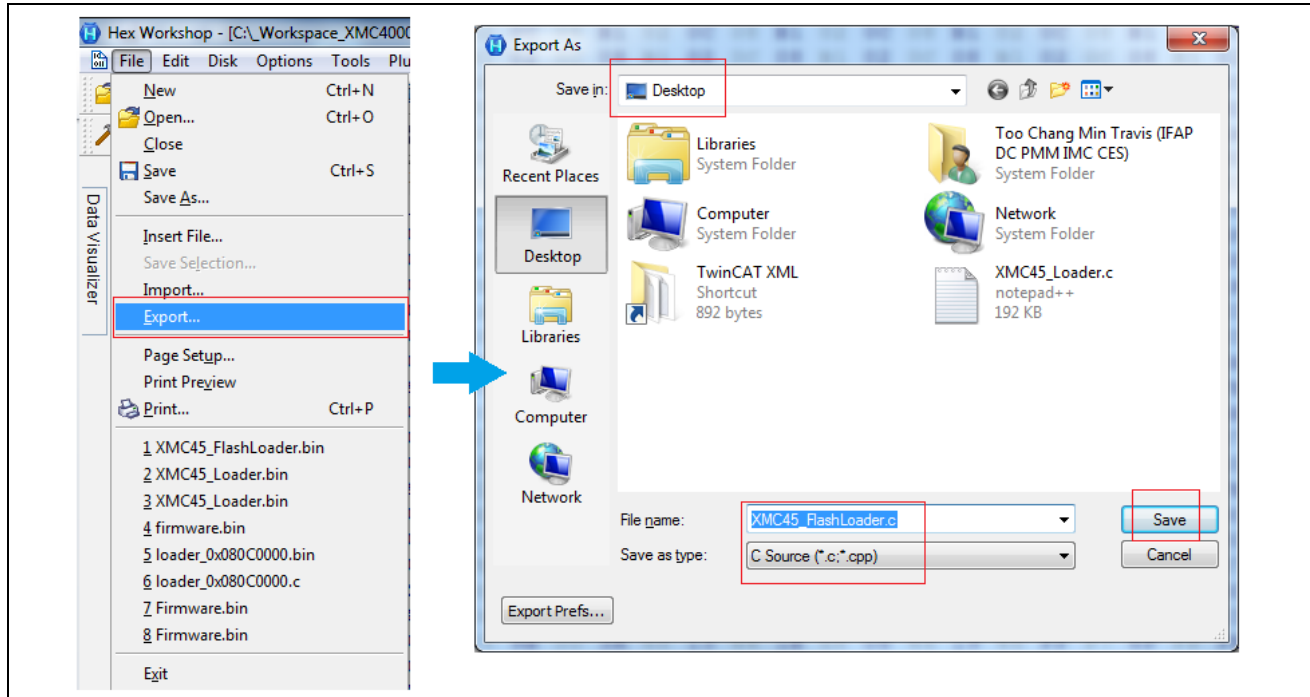 Hex Workshop - [C:\_Workspace_XMC4000
File Edit Disk Options Tools Plu
New Ctrl+N
Open... Ctrl+O
Close
Save Ctrl+S
Save As...
Insert File...
Save Selection...
Import...
Export...
Page Setup...
Print Preview
Print... Ctrl+P
1 XMC45_FlashLoader.bin
2 XMC45_Loader.bin
3 XMC45_Loader.bin
4 firmware.bin
5 loader_0x080C0000.bin
6 loader_0x080C0000.c
7 Firmware.bin
8 Firmware.bin
Exit
Data Visualizer
Export As
Save in: Desktop
Recent Places
Desktop
Libraries
Computer
Network
Libraries
System Folder
Too Chang Min Travis (IFAP
DC PMM IMC CES)
System Folder
Computer
System Folder
Network
System Folder
TwinCAT XML
Shortcut
892 bytes
XMC45_Loader.c
notepad++
192 KB
File name: XMC45_FlashLoader.c Save
Save as type: C Source (*.c;*.cpp) Cancel
Export Prefs...